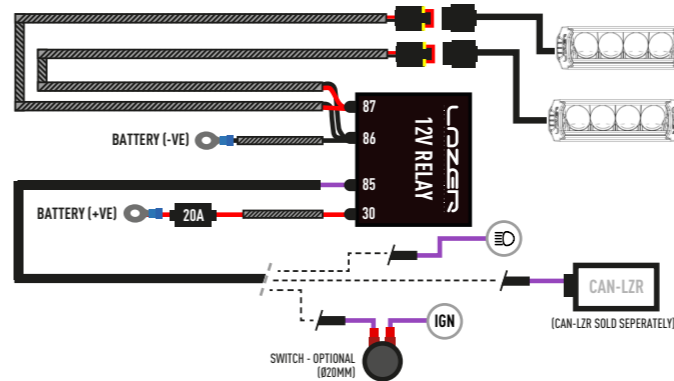 87
BATTERY (-VE)
86
LAZER
12V RELAY
85
BATTERY (+VE)
20A
30
CAN-LZR
IGN
(CAN-LZR SOLD SEPERATELY)
SWITCH - OPTIONAL
(Ø20MM)